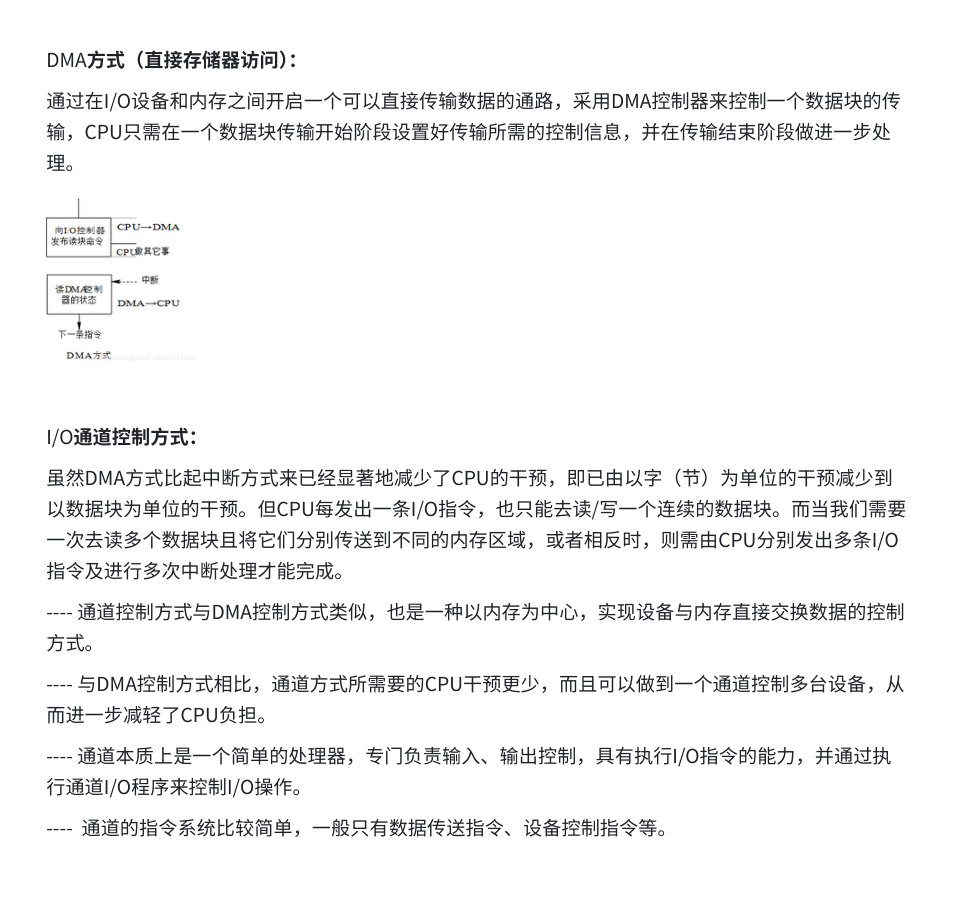 DMA方式（直接存储器访问）：
通过在I/O设备和内存之间开启一个可以直接传输数据的通路，采用DMA控制器来控制一个数据块的传
输，CPU只需在一个数据块传输开始阶段设置好传输所需的控制信息，并在传输结束阶段做进一步处
理。
向I/O控制器
发布读块命令
CPU→DMA
CPU做其它事
读DMA控制
器的状态
中断
DMA→CPU
下一条指令
DMA方式
I/O通道控制方式：
虽然DMA方式比起中断方式来已经显著地减少了CPU的干预，即已由以字（节）为单位的干预减少到
以数据块为单位的干预。但CPU每发出一条I/O指令，也只能去读/写一个连续的数据块。而当我们需要
一次去读多个数据块且将它们分别传送到不同的内存区域，或者相反时，则需由CPU分别发出多条I/O
指令及进行多次中断处理才能完成。
---- 通道控制方式与DMA控制方式类似，也是一种以内存为中心，实现设备与内存直接交换数据的控制
方式。
---- 与DMA控制方式相比，通道方式所需要的CPU干预更少，而且可以做到一个通道控制多台设备，从
而进一步减轻了CPU负担。
---- 通道本质上是一个简单的处理器，专门负责输入、输出控制，具有执行I/O指令的能力，并通过执
行通道I/O程序来控制I/O操作。
---- 通道的指令系统比较简单，一般只有数据传送指令、设备控制指令等。